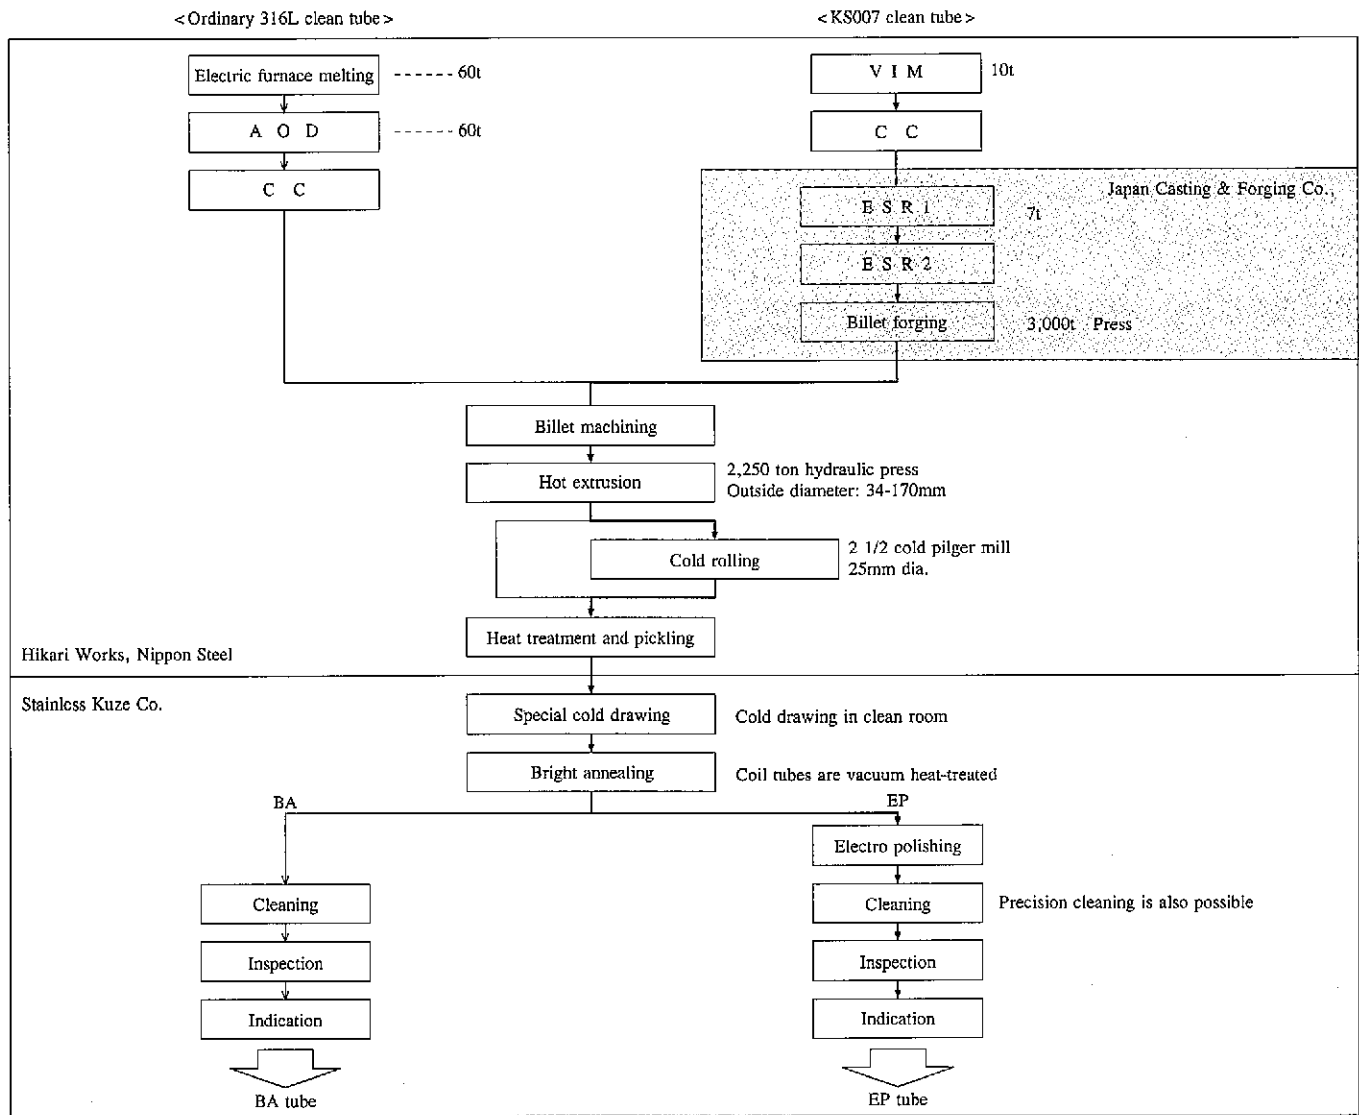 <Ordinary 316L clean tube>
<KS007 clean tube>
Electric furnace melting
60t
V I M
10t
A O D
60t
C C
C C
Japan Casting & Forging Co.,
E S R 1
7t
E S R 2
Billet forging
3,000t Press
Billet machining
Hot extrusion
2,250 ton hydraulic press
Outside diameter: 34-170mm
Cold rolling
2 1/2 cold pilger mill
25mm dia.
Heat treatment and pickling
Hikari Works, Nippon Steel
Stainless Kuze Co.
Special cold drawing
Cold drawing in clean room
Bright annealing
Coil tubes are vacuum heat-treated
BA
EP
Electro polishing
Cleaning
Cleaning
Precision cleaning is also possible
Inspection
Inspection
Indication
Indication
BA tube
EP tube